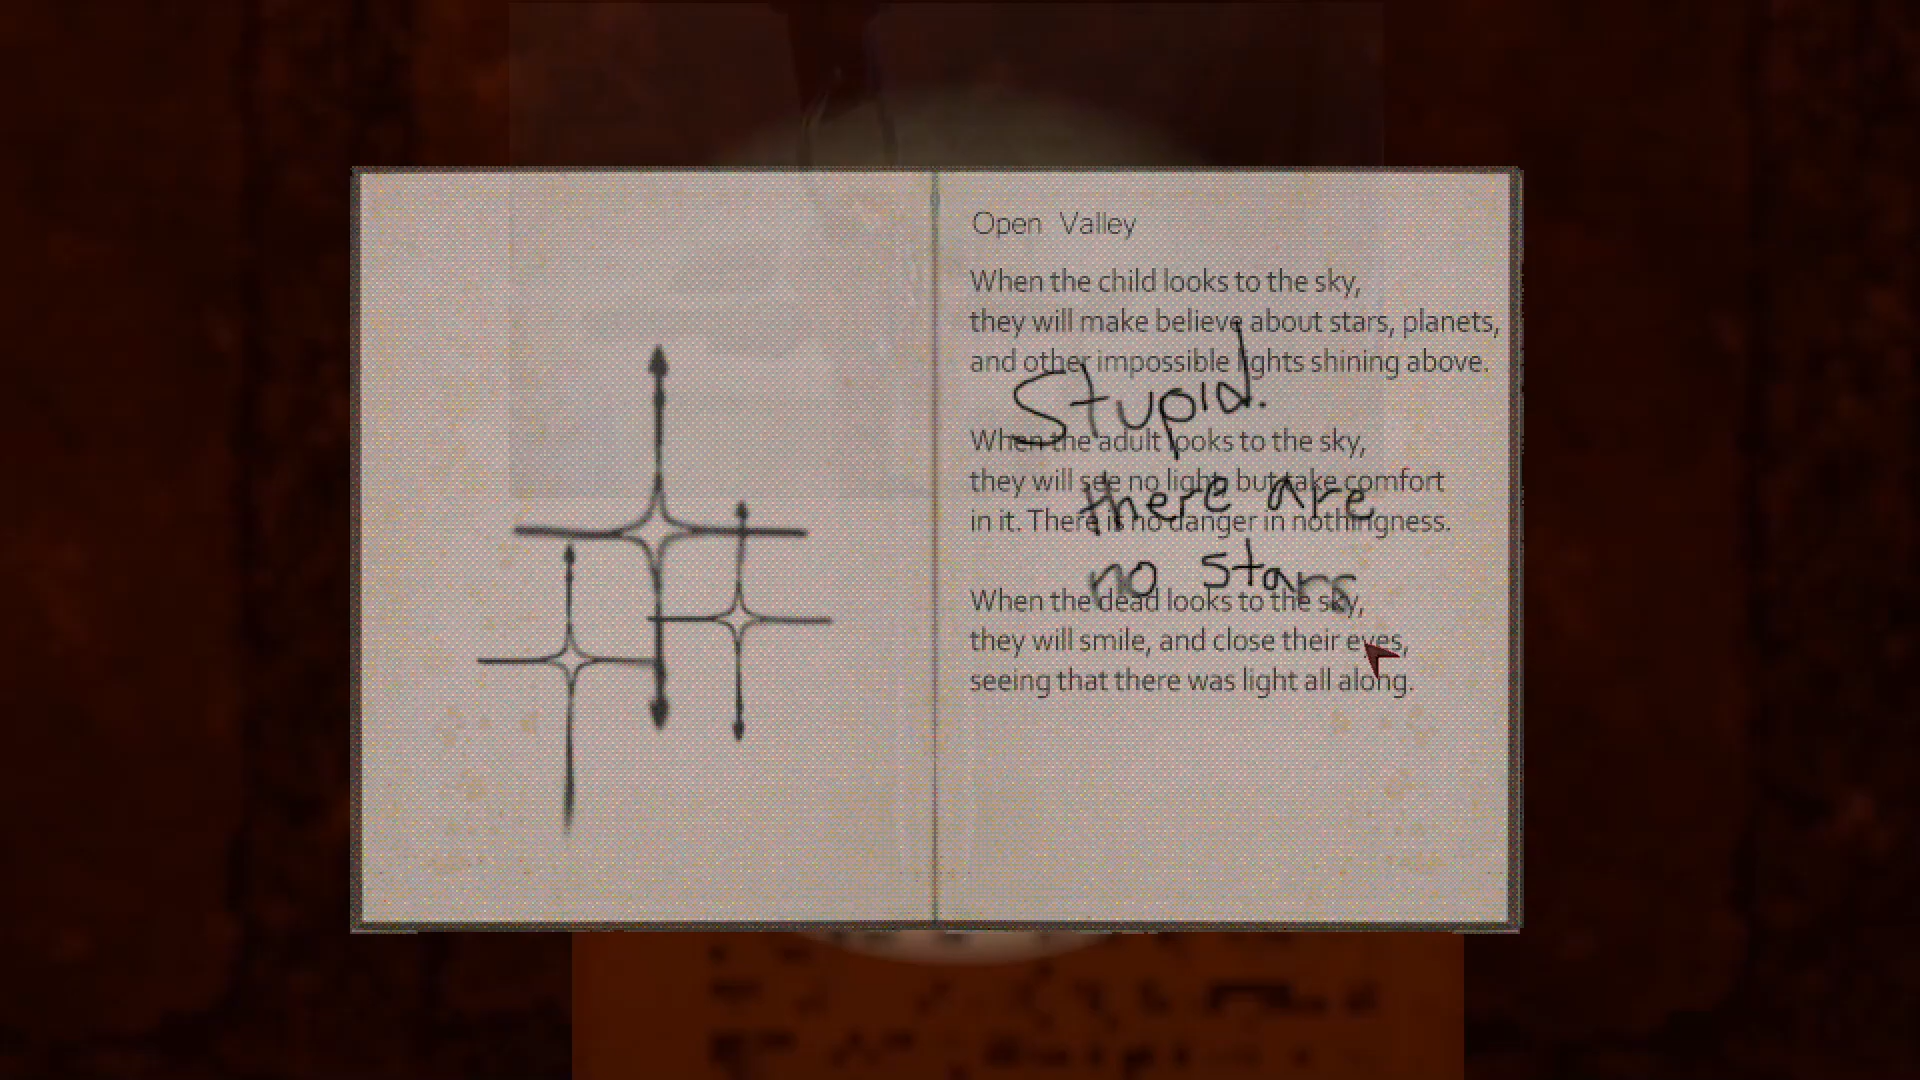 Open Valley
When the child looks to the sky,
they will make believe about stars, planets,
and other impossible lights shining above.
Stupid.
When the adult looks to the sky,
they will see no light, but take comfort
there are
in it. There is no danger in nothingness.
no stars
When the dead looks to the sky,
they will smile, and close their eyes,
seeing that there was light all along.